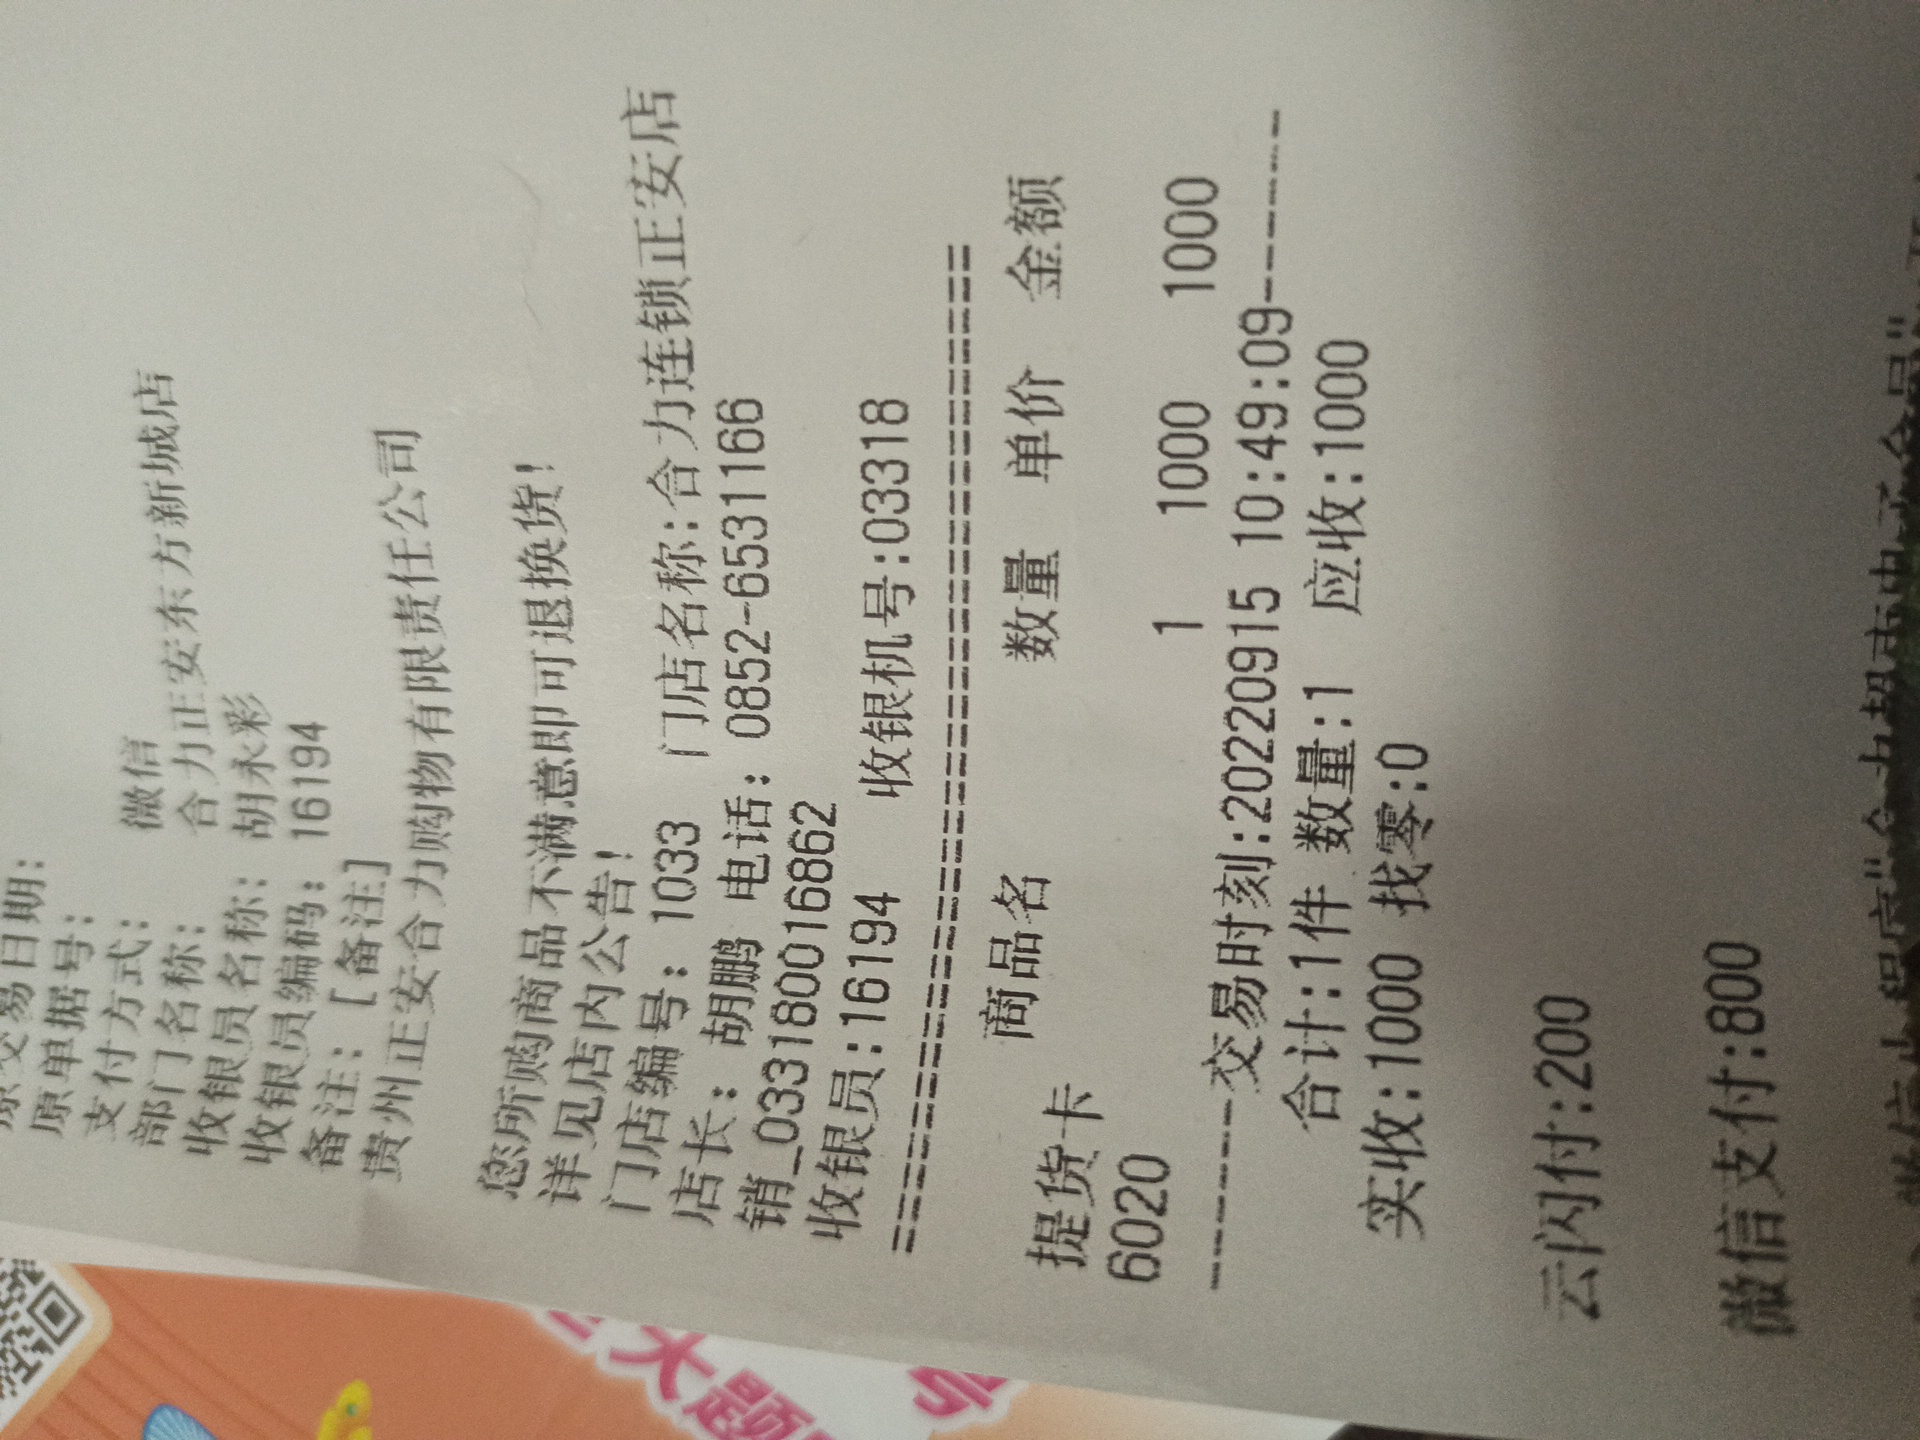 原交易日期:
原单据号:
支付方式: 微信
部门名称: 合力正安东方新城店
收银员名称: 胡永彩
收银员编码: 16194
备注: [备注]
贵州正安合力购物有限责任公司
您所购商品不满意即可退换货!
详见店内公告!
门店编号: 1033 门店名称:合力连锁正安店
店长: 胡鹏 电话: 0852-6531166
销_0331800016862
收银员:16194 收银机号:03318
商品名 数量 单价 金额
提货卡
6020 1 1000 1000
------交易时刻:20220915 10:49:09------
合计:1件 数量:1 应收:1000
实收:1000 找零:0
云闪付:200
微信支付:800
大题